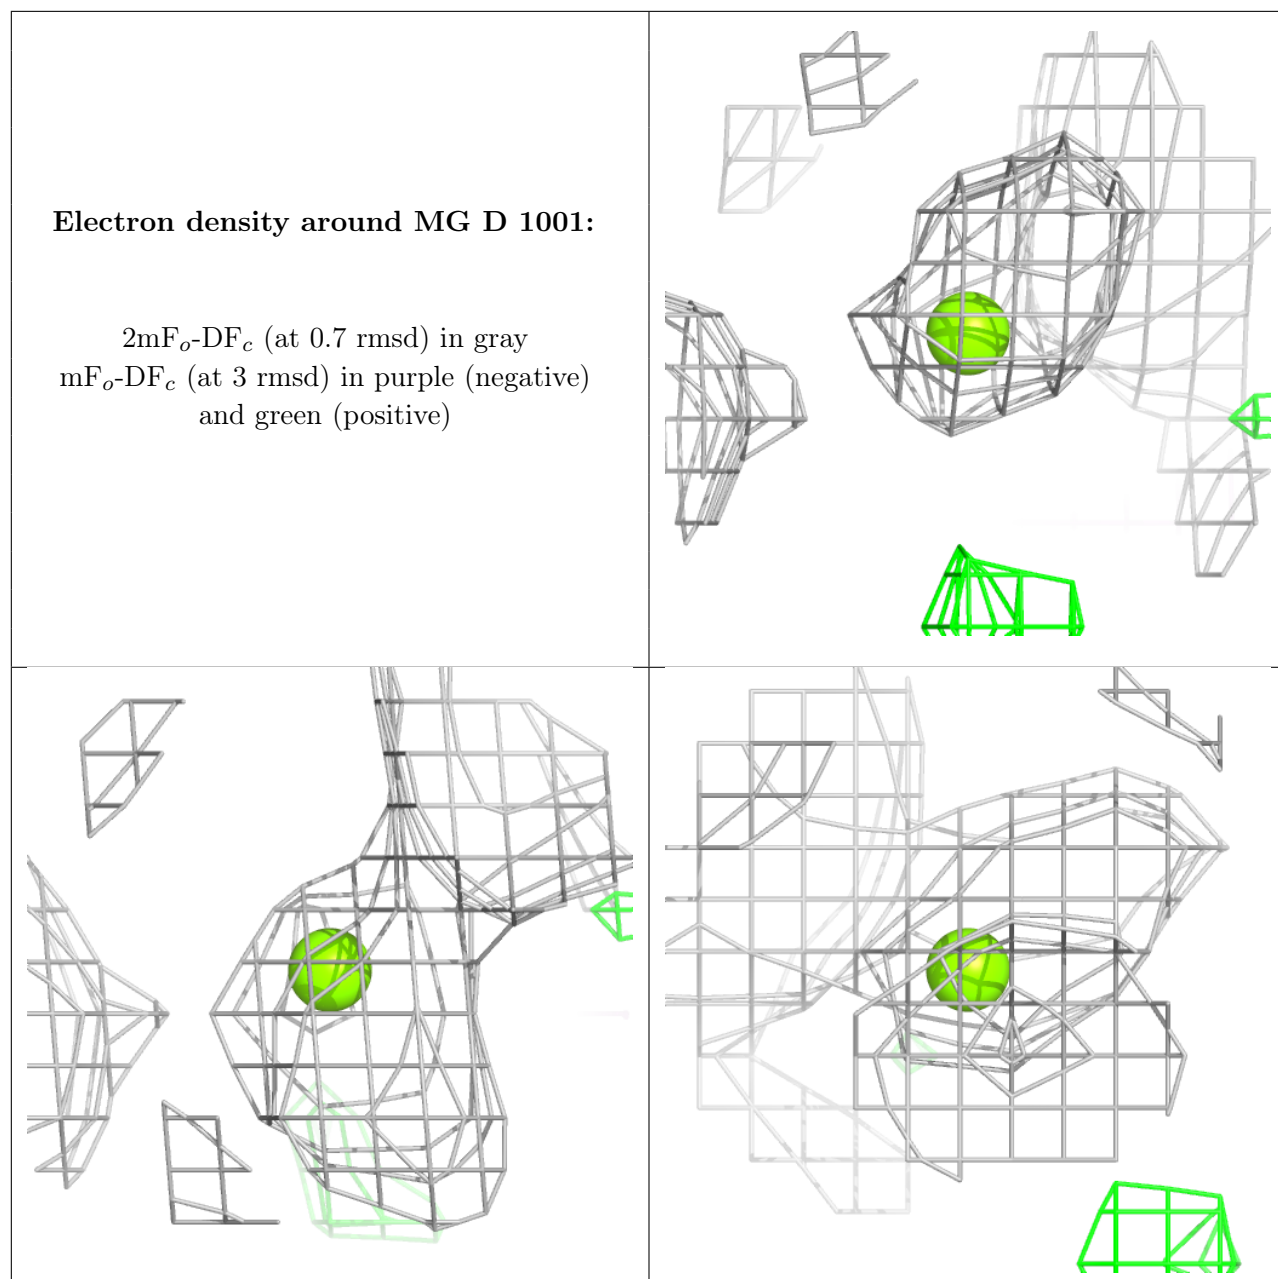 Electron density around MG D 1001:
2mFo-DFc (at 0.7 rmsd) in gray
mFo-DFc (at 3 rmsd) in purple (negative)
and green (positive)